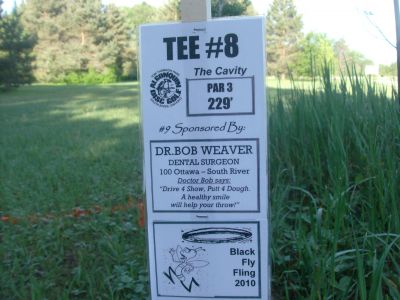 TEE #8
The Cavity
PAR 3
229'
#9 Sponsored By:
DR.BOB WEAVER
DENTAL SURGEON
100 Ottawa – South River
Doctor Bob says:
"Drive 4 Show, Putt 4 Dough.
A healthy smile
will help your throw!"
Black
Fly
Fling
2010